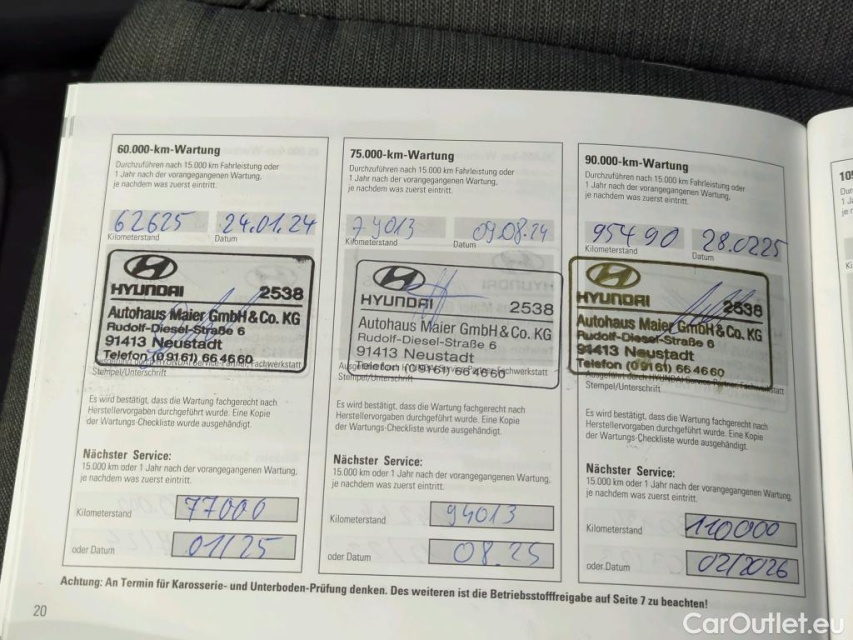 60.000-km-Wartung
Durchzuführen nach 15.000 km Fahrleistung oder
1 Jahr nach der vorangegangenen Wartung,
je nachdem was zuerst eintritt.
62625 24.01.24
Kilometerstand Datum
HYUNDAI 2538
Autohaus Maier GmbH & Co. KG
Rudolf-Diesel-Straße 6
91413 Neustadt
Telefon (09161) 66 46 60
Stempel/Unterschrift
Es wird bestätigt, dass die Wartung fachgerecht nach
Herstellervorgaben durchgeführt wurde. Eine Kopie
der Wartungs-Checkliste wurde ausgehändigt.
Nächster Service:
15.000 km oder 1 Jahr nach der vorangegangenen Wartung,
je nachdem was zuerst eintritt.
Kilometerstand 77000
oder Datum 01/25
75.000-km-Wartung
Durchzuführen nach 15.000 km Fahrleistung oder
1 Jahr nach der vorangegangenen Wartung,
je nachdem was zuerst eintritt.
79013 09.08.24
Kilometerstand Datum
HYUNDAI 2538
Autohaus Maier GmbH & Co. KG
Rudolf-Diesel-Straße 6
91413 Neustadt
Telefon (09161) 66 46 60
Stempel/Unterschrift
Es wird bestätigt, dass die Wartung fachgerecht nach
Herstellervorgaben durchgeführt wurde. Eine Kopie
der Wartungs-Checkliste wurde ausgehändigt.
Nächster Service:
15.000 km oder 1 Jahr nach der vorangegangenen Wartung,
je nachdem was zuerst eintritt.
Kilometerstand 94013
oder Datum 08.25
90.000-km-Wartung
Durchzuführen nach 15.000 km Fahrleistung oder
1 Jahr nach der vorangegangenen Wartung,
je nachdem was zuerst eintritt.
95490 28.0225
Kilometerstand Datum
HYUNDAI 2538
Autohaus Maier GmbH & Co. KG
Rudolf-Diesel-Straße 6
91413 Neustadt
Telefon (09161) 66 46 60
Stempel/Unterschrift
Es wird bestätigt, dass die Wartung fachgerecht nach
Herstellervorgaben durchgeführt wurde. Eine Kopie
der Wartungs-Checkliste wurde ausgehändigt.
Nächster Service:
15.000 km oder 1 Jahr nach der vorangegangenen Wartung,
je nachdem was zuerst eintritt.
Kilometerstand 110000
oder Datum 02/2026
Achtung: An Termin für Karosserie- und Unterboden-Prüfung denken. Des weiteren ist die Betriebsstofffreigabe auf Seite 7 zu beachten!
20
CarOutlet.eu